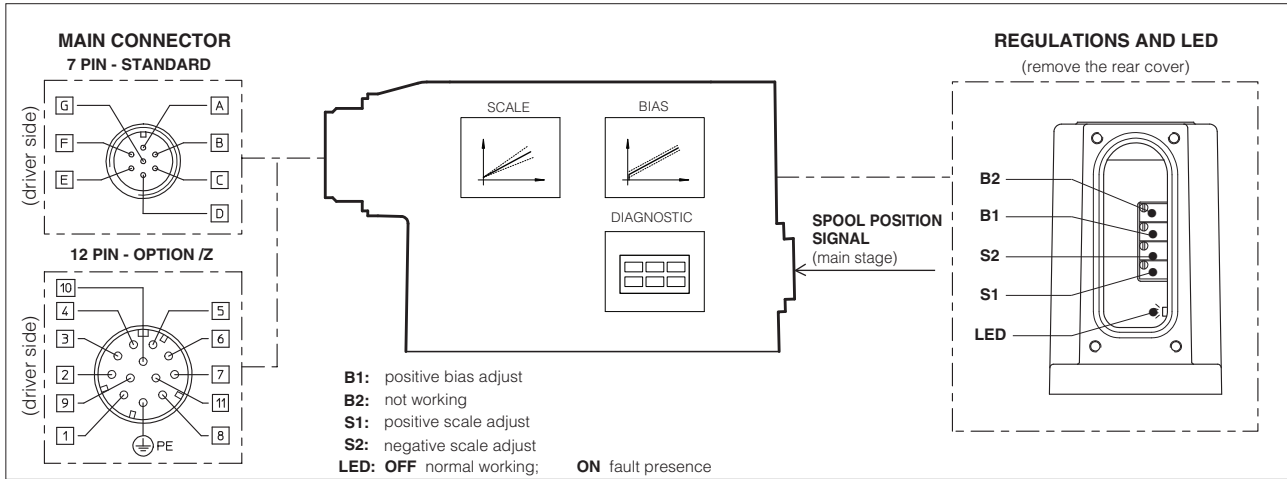 MAIN CONNECTOR
7 PIN - STANDARD
(driver side)
G
A
F
B
E
C
D
12 PIN - OPTION /Z
(driver side)
10
4
5
3
6
2
7
9
11
1
8
PE
SCALE
BIAS
DIAGNOSTIC
SPOOL POSITION
SIGNAL
(main stage)
B1: positive bias adjust
B2: not working
S1: positive scale adjust
S2: negative scale adjust
LED: OFF normal working; ON fault presence
REGULATIONS AND LED
(remove the rear cover)
B2
B1
S2
S1
LED